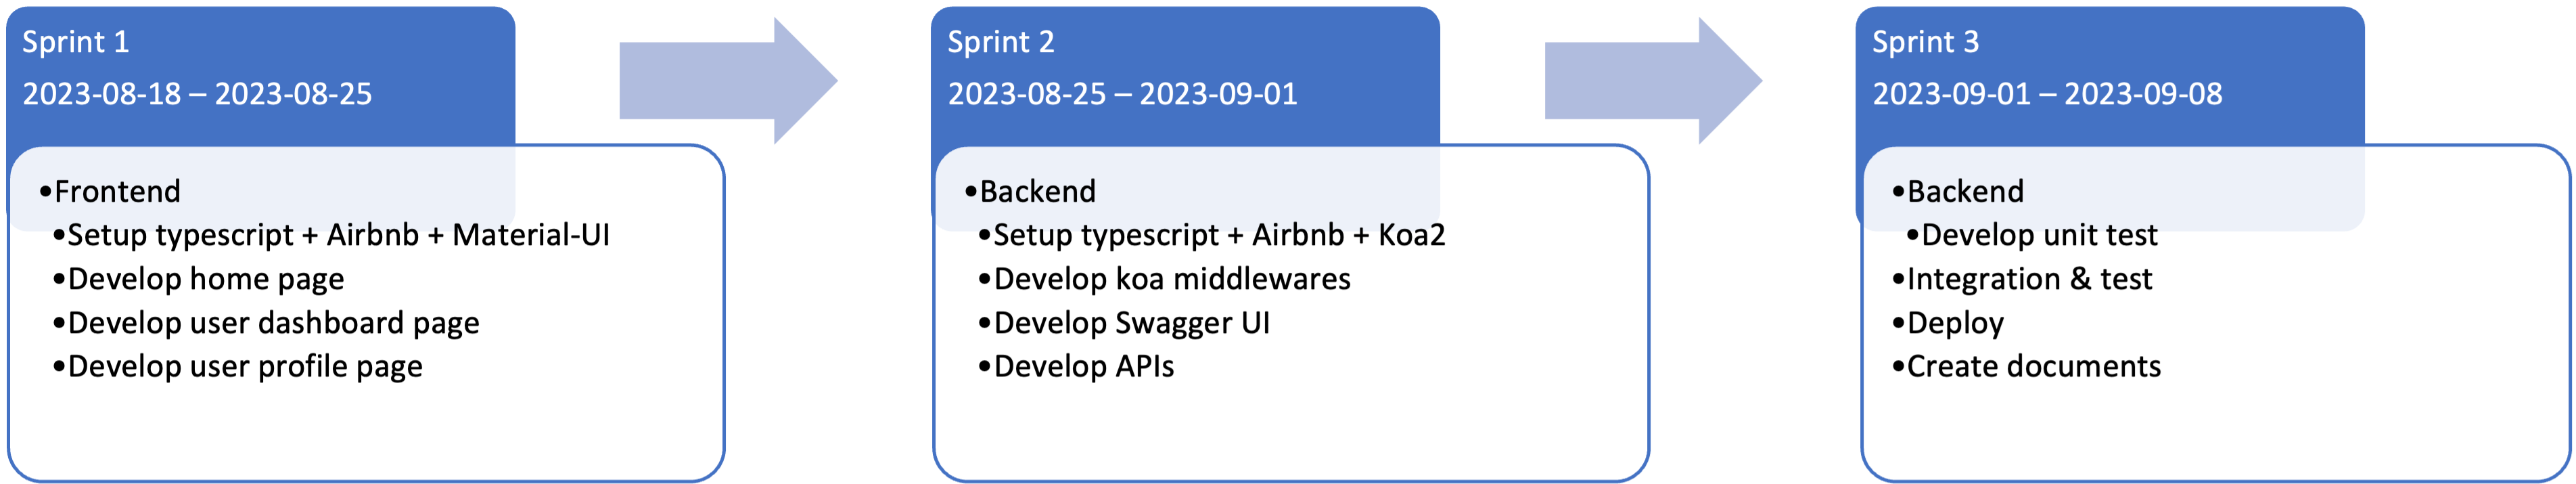 Sprint 1
2023-08-18 – 2023-08-25
•Frontend
•Setup typescript + Airbnb + Material-UI
•Develop home page
•Develop user dashboard page
•Develop user profile page
Sprint 2
2023-08-25 – 2023-09-01
•Backend
•Setup typescript + Airbnb + Koa2
•Develop koa middlewares
•Develop Swagger UI
•Develop APIs
Sprint 3
2023-09-01 – 2023-09-08
•Backend
•Develop unit test
•Integration & test
•Deploy
•Create documents